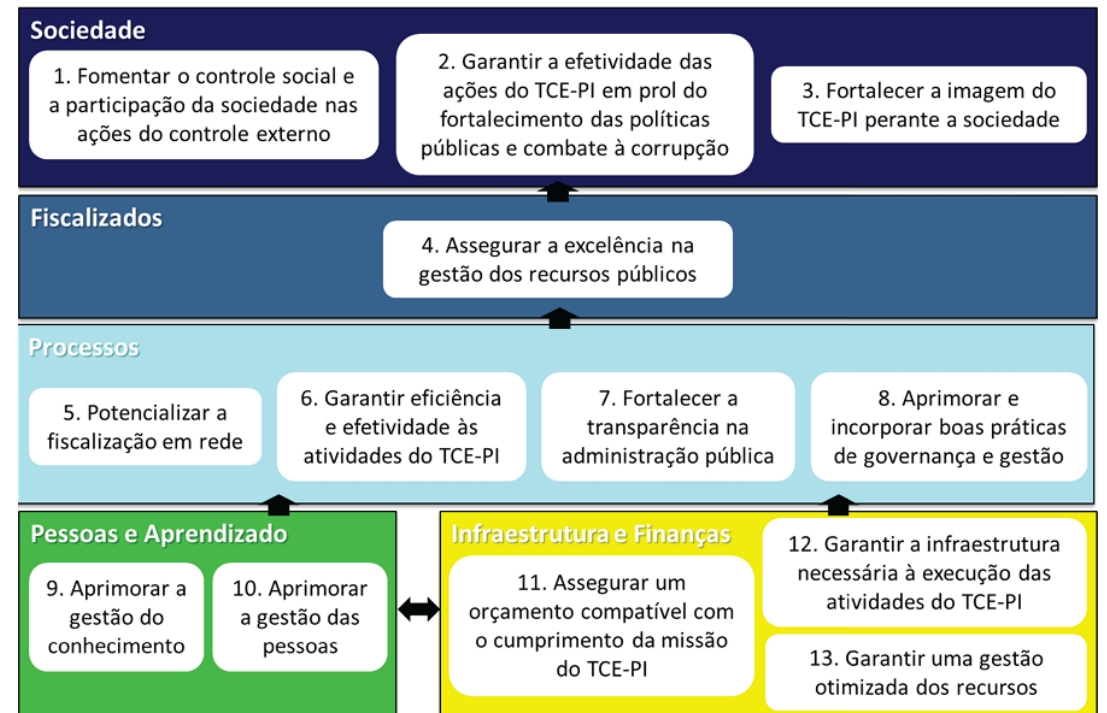 Sociedade
1. Fomentar o controle social e
a participação da sociedade nas
ações do controle externo
2. Garantir a efetividade das
ações do TCE-PI em prol do
fortalecimento das políticas
públicas e combate à corrupção
3. Fortalecer a imagem do
TCE-PI perante a sociedade
Fiscalizados
4. Assegurar a excelência na
gestão dos recursos públicos
Processos
5. Potencializar a
fiscalização em rede
6. Garantir eficiência
e efetividade às
atividades do TCE-PI
7. Fortalecer a
transparência na
administração pública
8. Aprimorar e
incorporar boas práticas
de governança e gestão
Pessoas e Aprendizado
9. Aprimorar a
gestão do
conhecimento
10. Aprimorar
a gestão das
pessoas
Infraestrutura e Finanças
11. Assegurar um
orçamento compatível com
o cumprimento da missão
do TCE-PI
12. Garantir a infraestrutura
necessária à execução das
atividades do TCE-PI
13. Garantir uma gestão
otimizada dos recursos